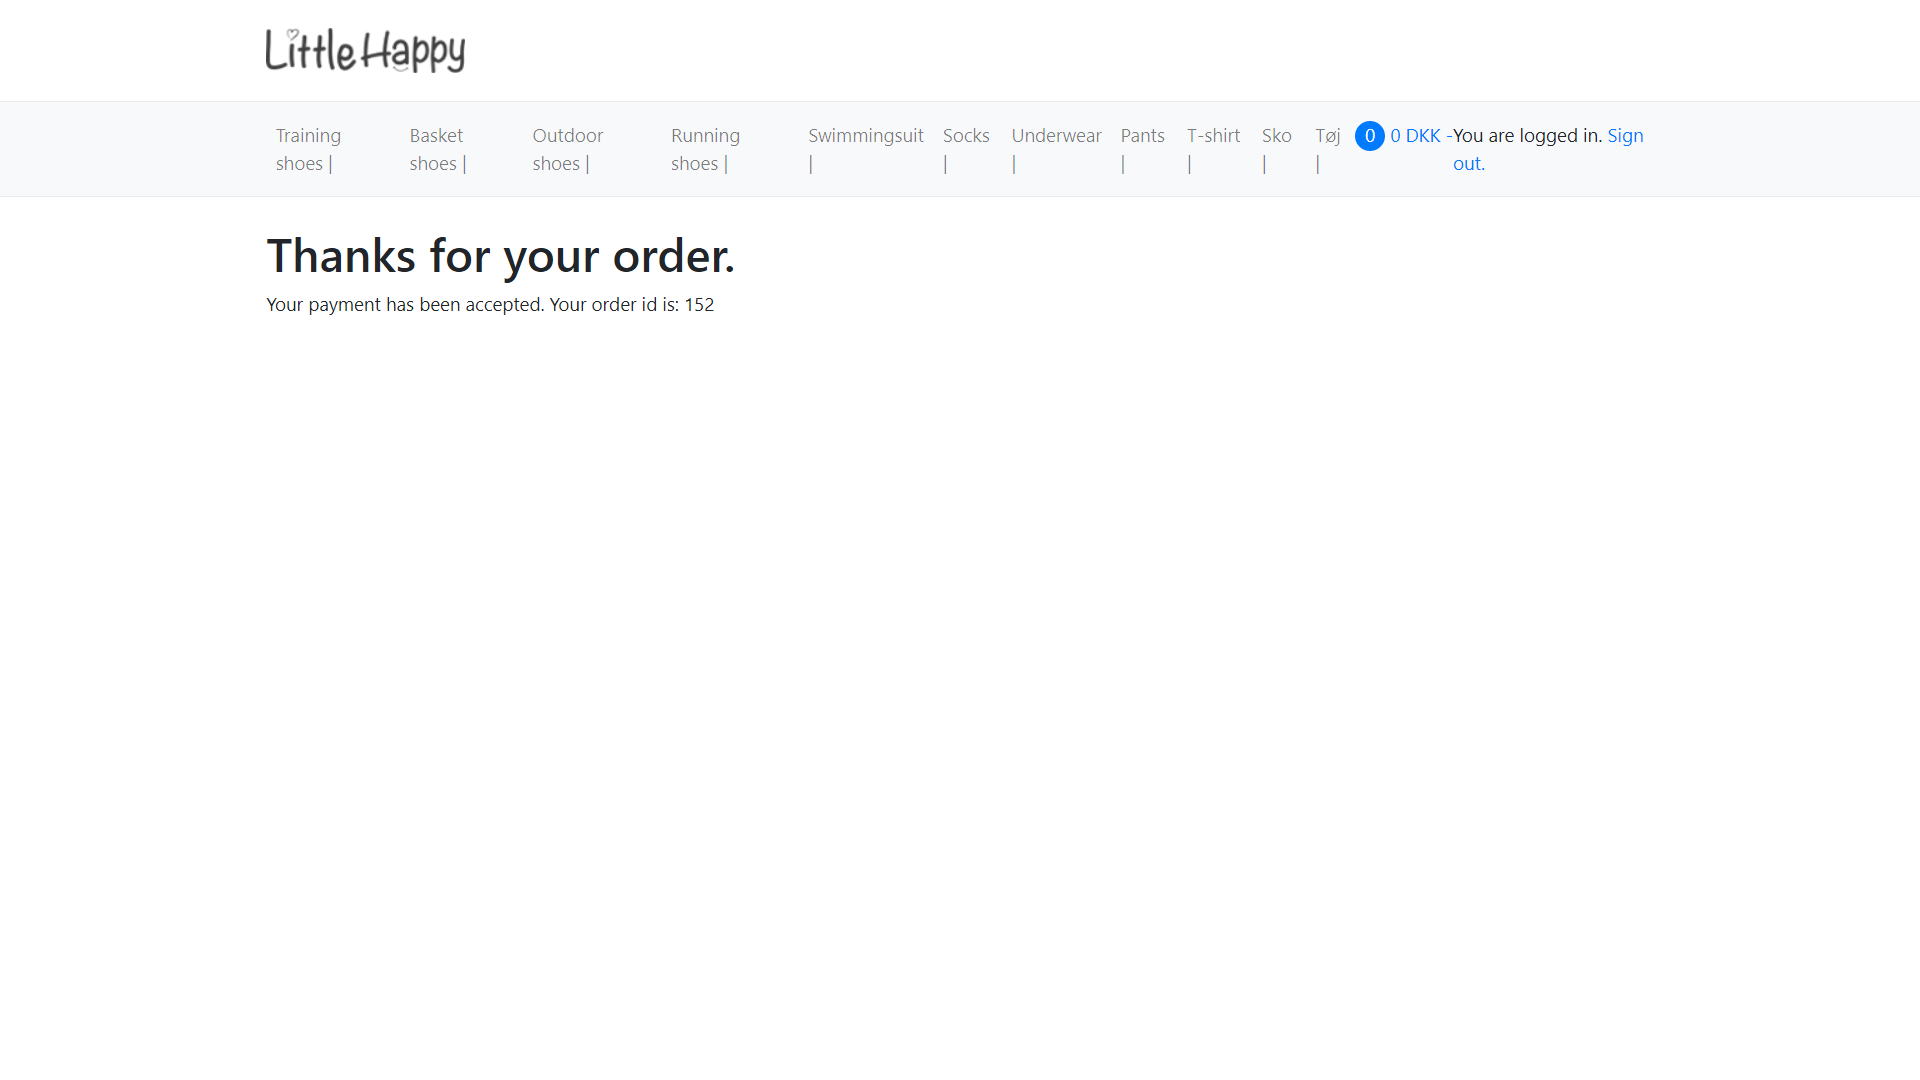 Little Happy
Training Basket Outdoor Running Swimmingsuit Socks Underwear Pants T-shirt Sko Tøj 0 0 DKK -You are logged in. Sign
shoes | shoes | shoes | shoes | | | | | | | | out.
Thanks for your order.
Your payment has been accepted. Your order id is: 152